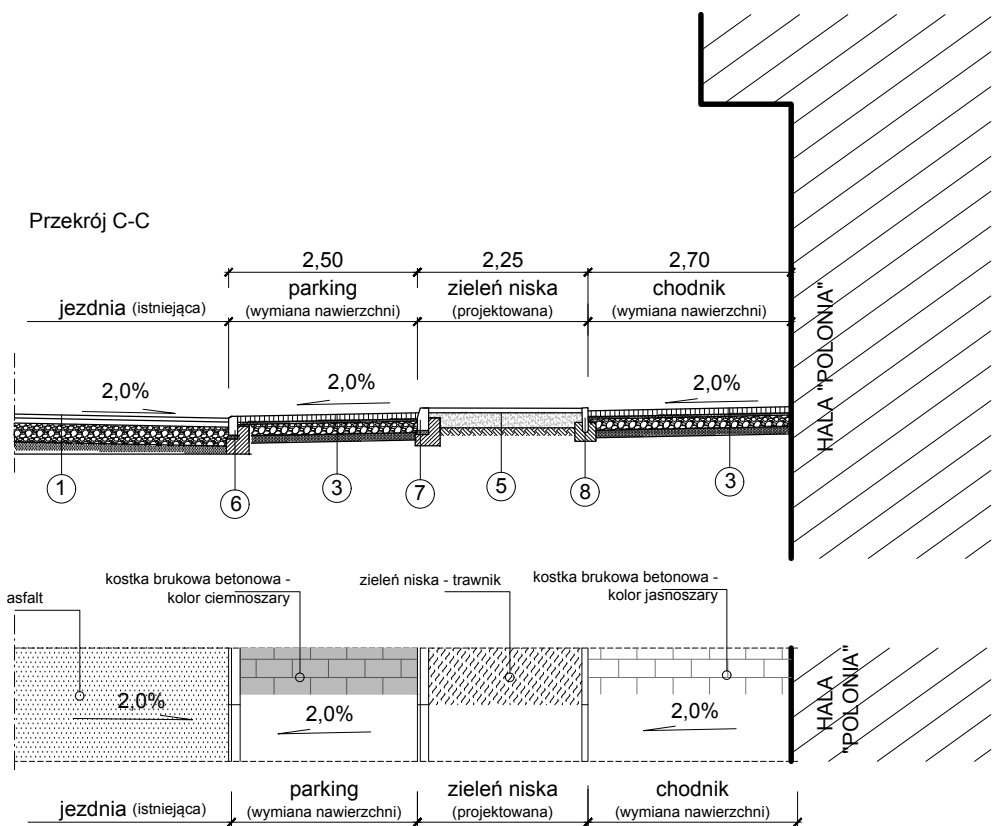 Przekrój C-C
2,50 2,25 2,70
jezdnia (istniejąca)
parking
(wymiana nawierzchni)
zieleń niska
(projektowana)
chodnik
(wymiana nawierzchni)
HALA "POLONIA"
2,0% 2,0% 2,0%
1 6 3 7 5 8 3
asfalt
kostka brukowa betonowa -
kolor ciemnoszary
zieleń niska - trawnik
kostka brukowa betonowa -
kolor jasnoszary
2,0% 2,0% 2,0%
HALA
"POLONIA"
jezdnia (istniejąca)
parking
(wymiana nawierzchni)
zieleń niska
(projektowana)
chodnik
(wymiana nawierzchni)